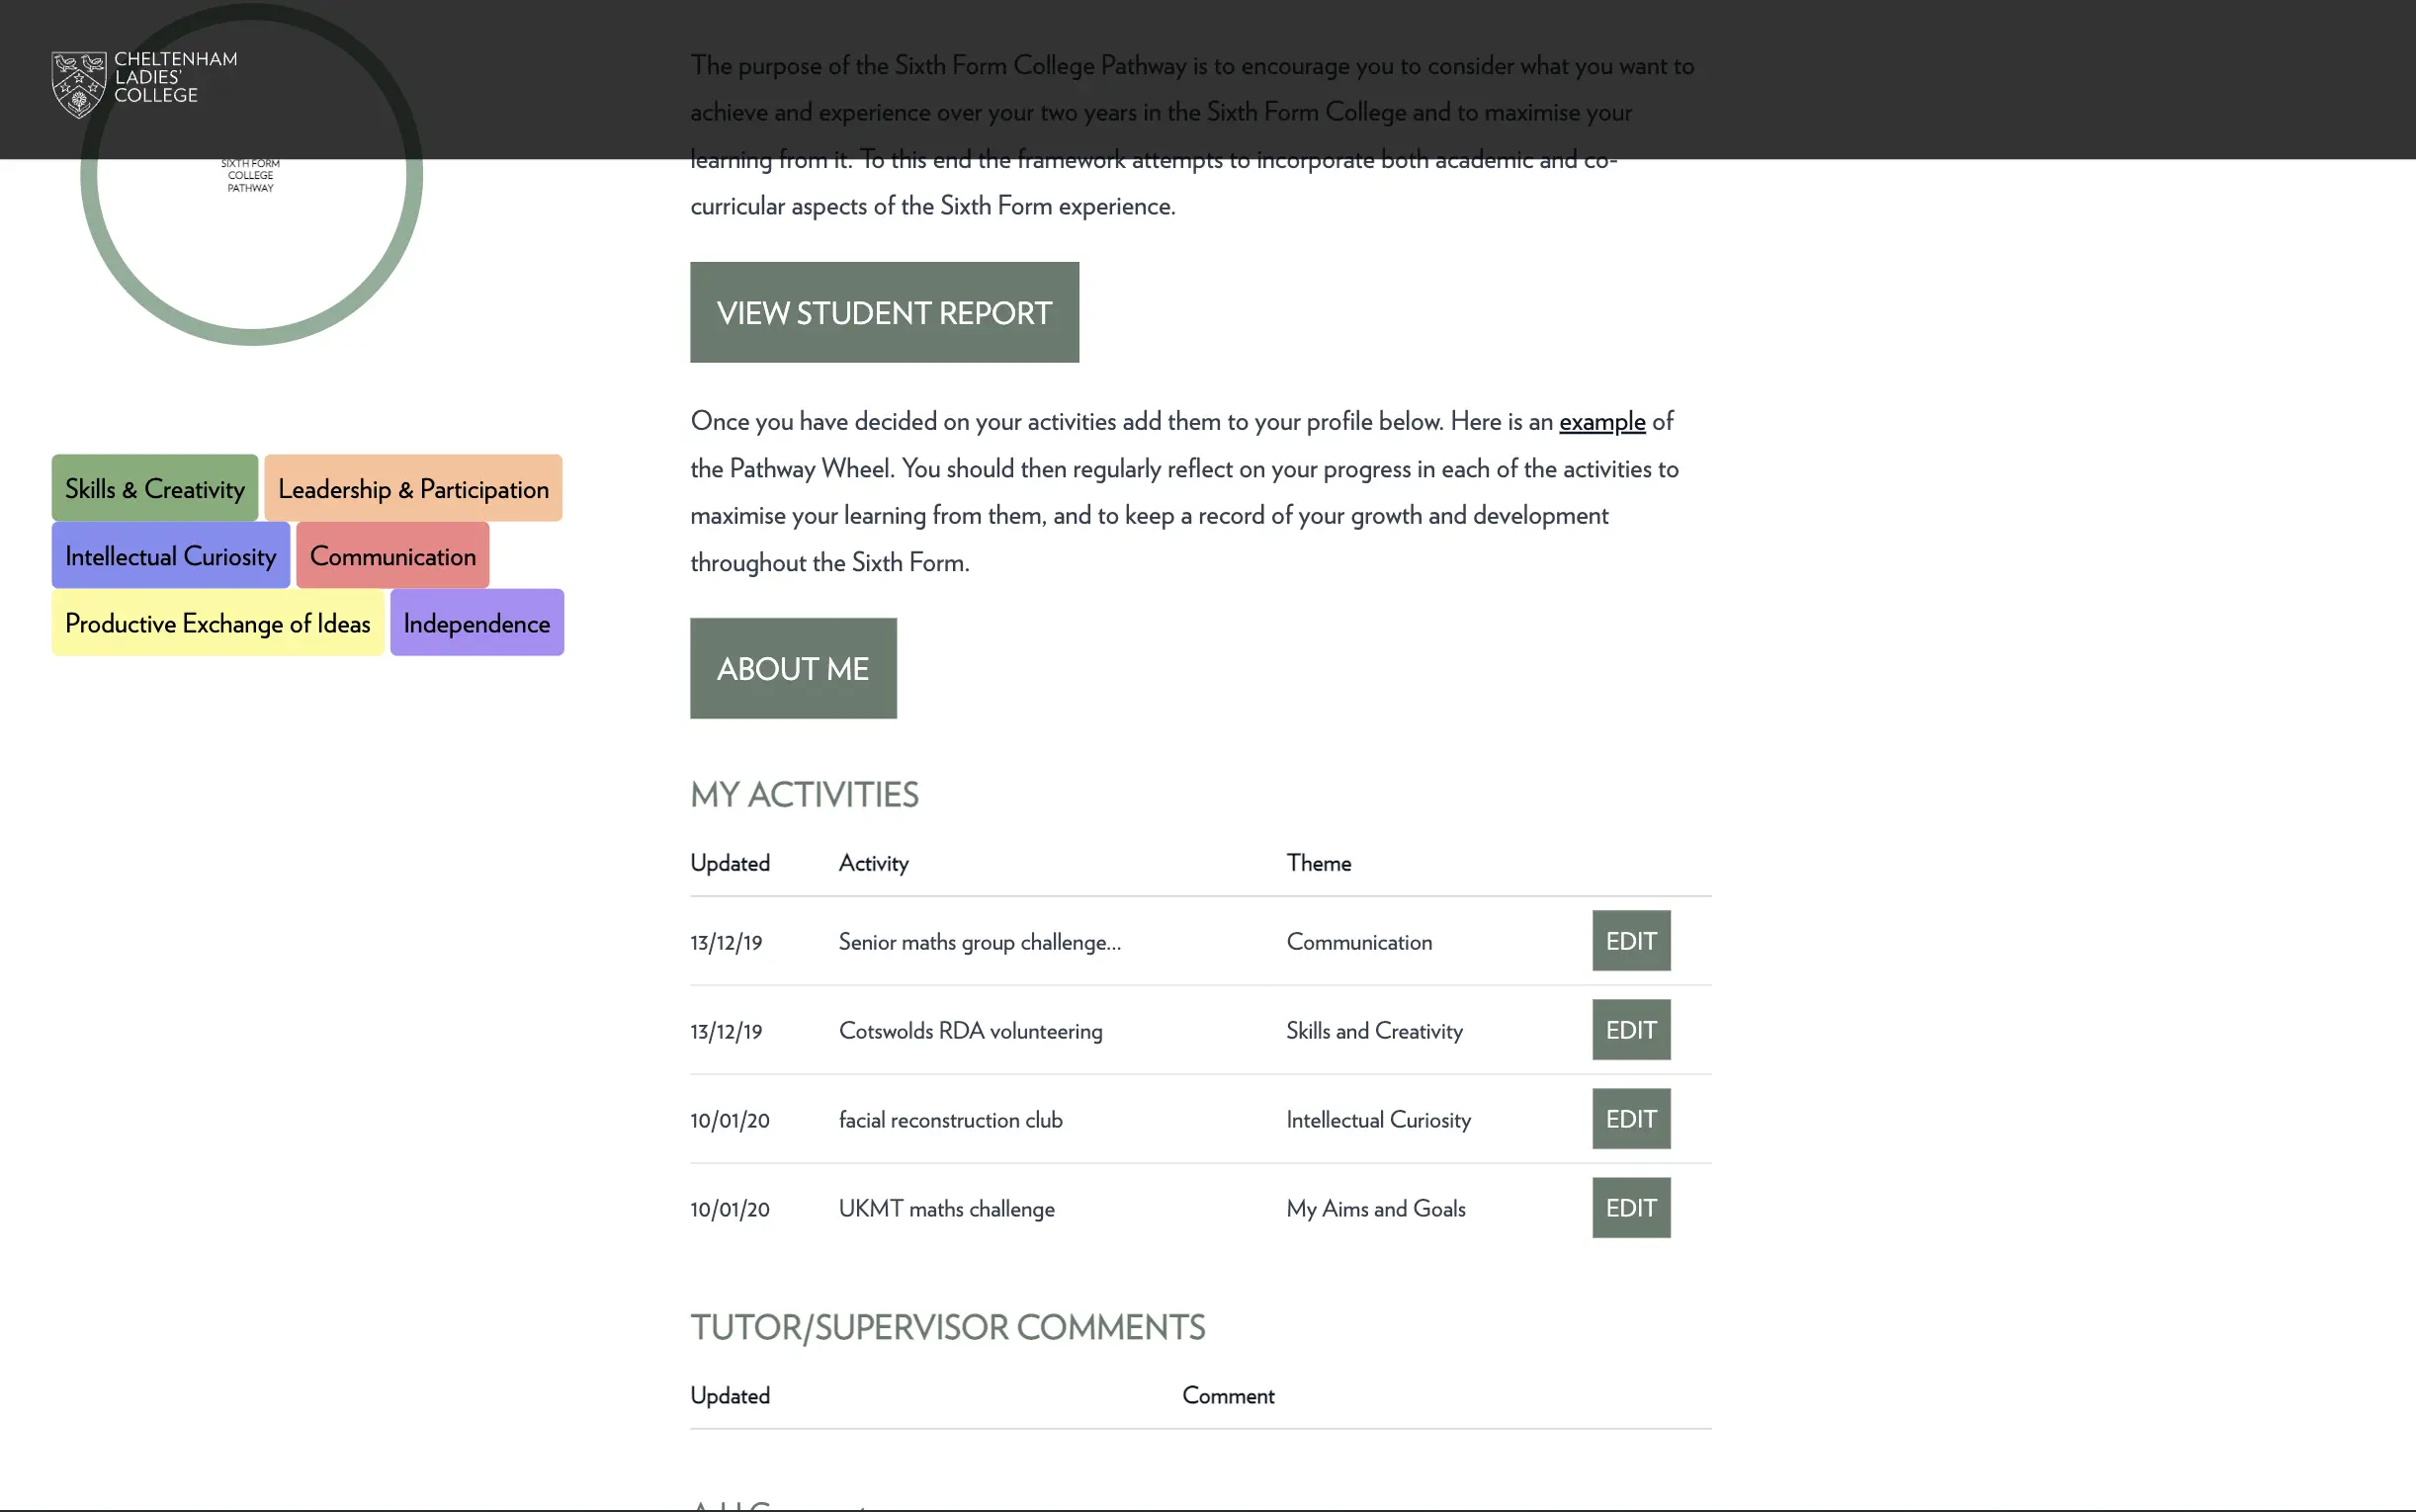 CHELTENHAM
LADIES'
COLLEGE
SIXTH FORM
COLLEGE
PATHWAY
Skills & Creativity
Leadership & Participation
Intellectual Curiosity
Communication
Productive Exchange of Ideas
Independence
The purpose of the Sixth Form College Pathway is to encourage you to consider what you want to
achieve and experience over your two years in the Sixth Form College and to maximise your
learning from it. To this end the framework attempts to incorporate both academic and co-
curricular aspects of the Sixth Form experience.
VIEW STUDENT REPORT
Once you have decided on your activities add them to your profile below. Here is an example of
the Pathway Wheel. You should then regularly reflect on your progress in each of the activities to
maximise your learning from them, and to keep a record of your growth and development
throughout the Sixth Form.
ABOUT ME
MY ACTIVITIES
Updated Activity Theme
13/12/19 Senior maths group challenge... Communication EDIT
13/12/19 Cotswolds RDA volunteering Skills and Creativity EDIT
10/01/20 facial reconstruction club Intellectual Curiosity EDIT
10/01/20 UKMT maths challenge My Aims and Goals EDIT
TUTOR/SUPERVISOR COMMENTS
Updated Comment